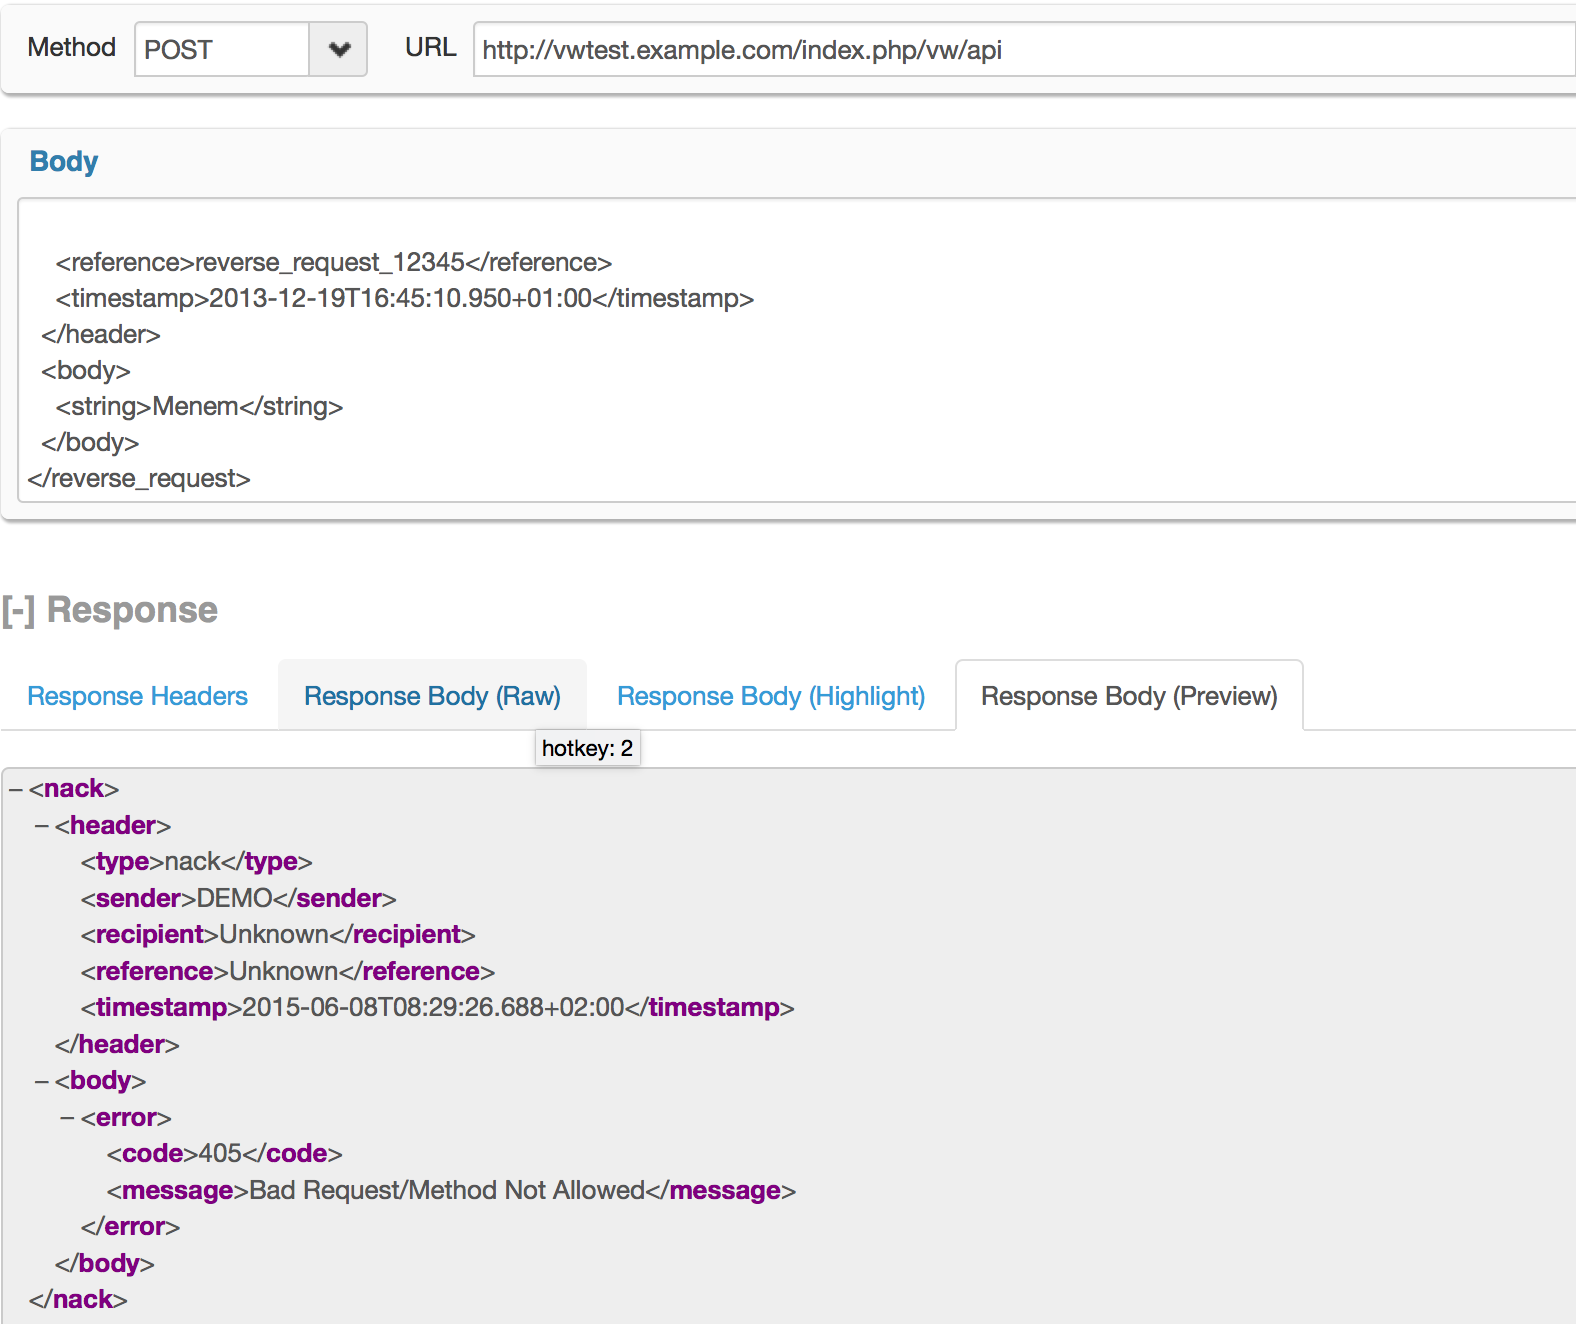 Method POST URL http://vwtest.example.com/index.php/vw/api
Body
<reference>reverse_request_12345</reference>
<timestamp>2013-12-19T16:45:10.950+01:00</timestamp>
</header>
<body>
<string>Menem</string>
</body>
</reverse_request>
[-] Response
Response Headers Response Body (Raw) Response Body (Highlight) Response Body (Preview)
hotkey: 2
– <nack>
– <header>
<type>nack</type>
<sender>DEMO</sender>
<recipient>Unknown</recipient>
<reference>Unknown</reference>
<timestamp>2015-06-08T08:29:26.688+02:00</timestamp>
</header>
– <body>
– <error>
<code>405</code>
<message>Bad Request/Method Not Allowed</message>
</error>
</body>
</nack>